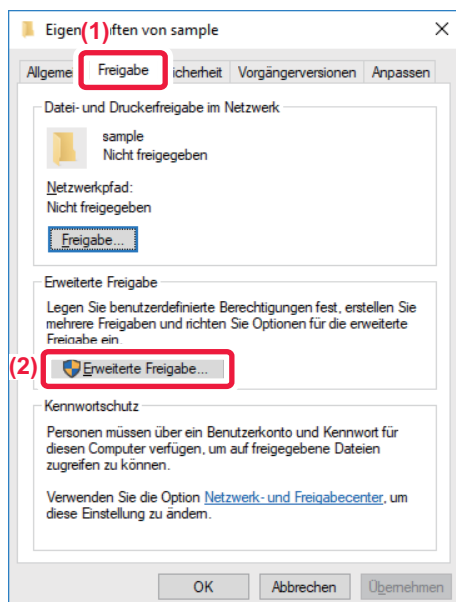 Eigen ften von sample
(1)
Allgeme Freigabe icherheit Vorgängerversionen Anpassen
Datei- und Druckerfreigabe im Netzwerk
sample
Nicht freigegeben
Netzwerkpfad:
Nicht freigegeben
Freigabe...
Erweiterte Freigabe
Legen Sie benutzerdefinierte Berechtigungen fest, erstellen Sie
mehrere Freigaben und richten Sie Optionen für die erweiterte
Freigabe ein.
(2)
Erweiterte Freigabe...
Kennwortschutz
Personen müssen über ein Benutzerkonto und Kennwort für
diesen Computer verfügen, um auf freigegebene Dateien
zugreifen zu können.
Verwenden Sie die Option Netzwerk- und Freigabecenter, um
diese Einstellung zu ändern.
OK Abbrechen Übernehmen